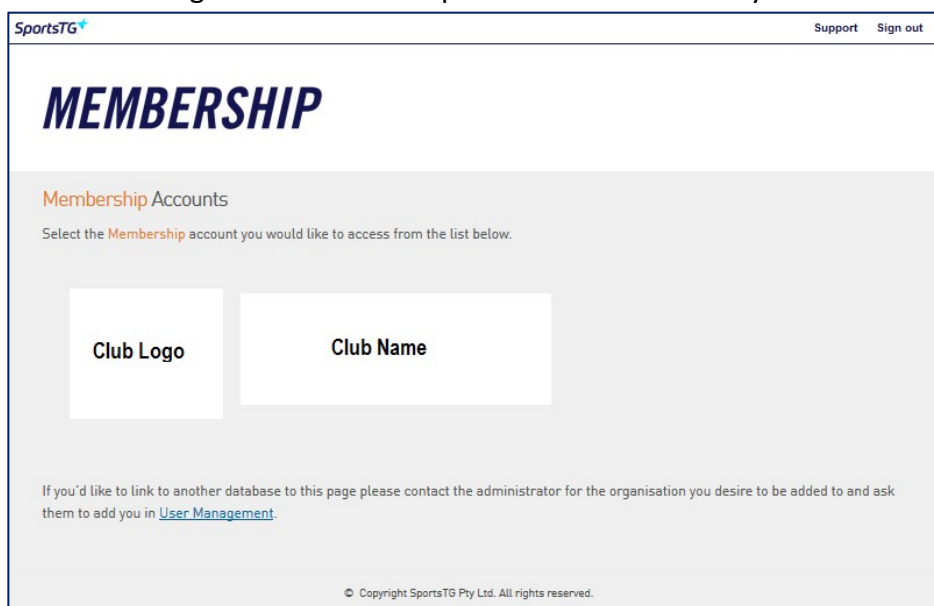 SportsTG
Support Sign out
MEMBERSHIP
Membership Accounts
Select the Membership account you would like to access from the list below.
Club Logo
Club Name
If you'd like to link to another database to this page please contact the administrator for the organisation you desire to be added to and ask
them to add you in User Management.
© Copyright SportsTG Pty Ltd. All rights reserved.